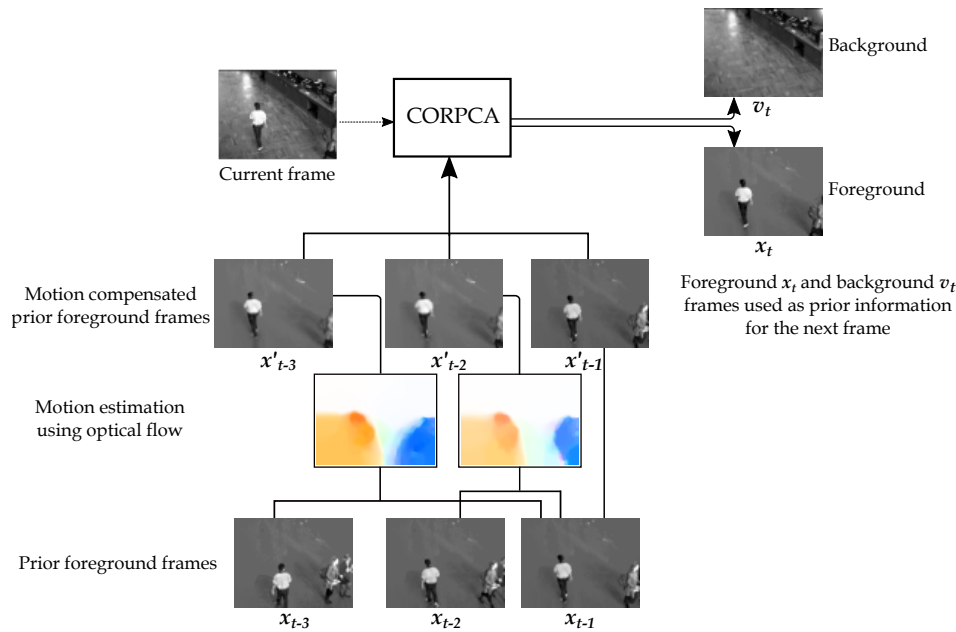 Background
v_t
CORPCA
Current frame
Foreground
x_t
Foreground x_t and background v_t
frames used as prior information
for the next frame
Motion compensated
prior foreground frames
x'_t-3
x'_t-2
x'_t-1
Motion estimation
using optical flow
Prior foreground frames
x_t-3
x_t-2
x_t-1